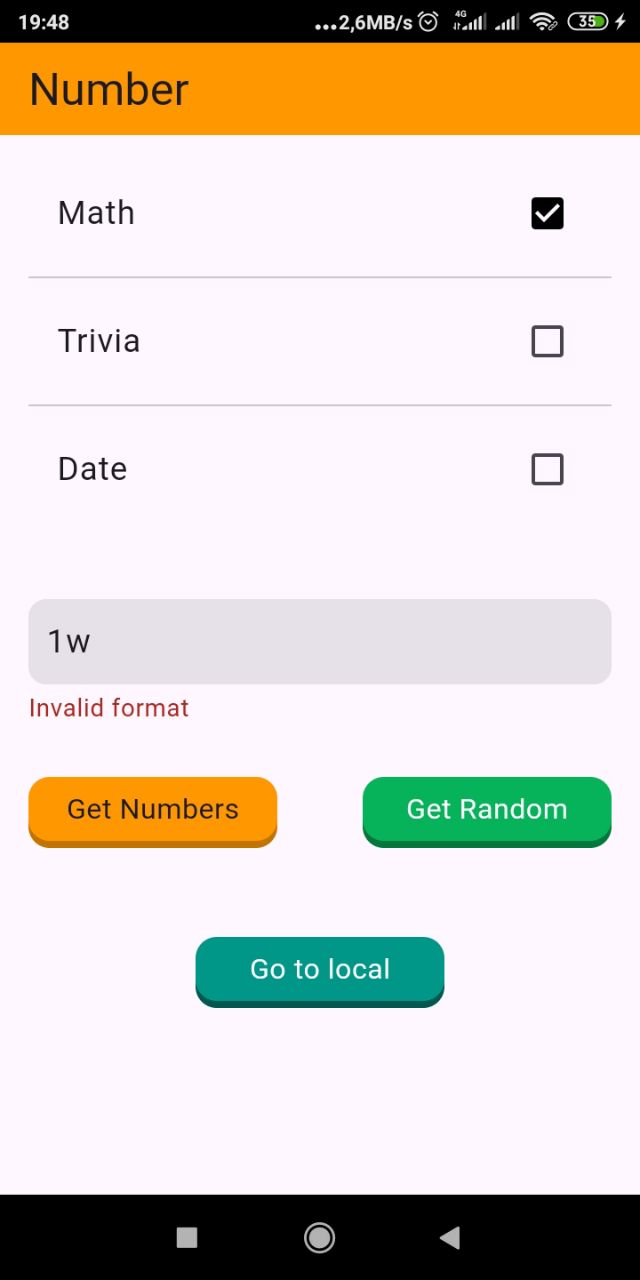 19:48 ...2,6MB/s 4G 35
Number
Math
Trivia
Date
1w
Invalid format
Get Numbers Get Random
Go to local